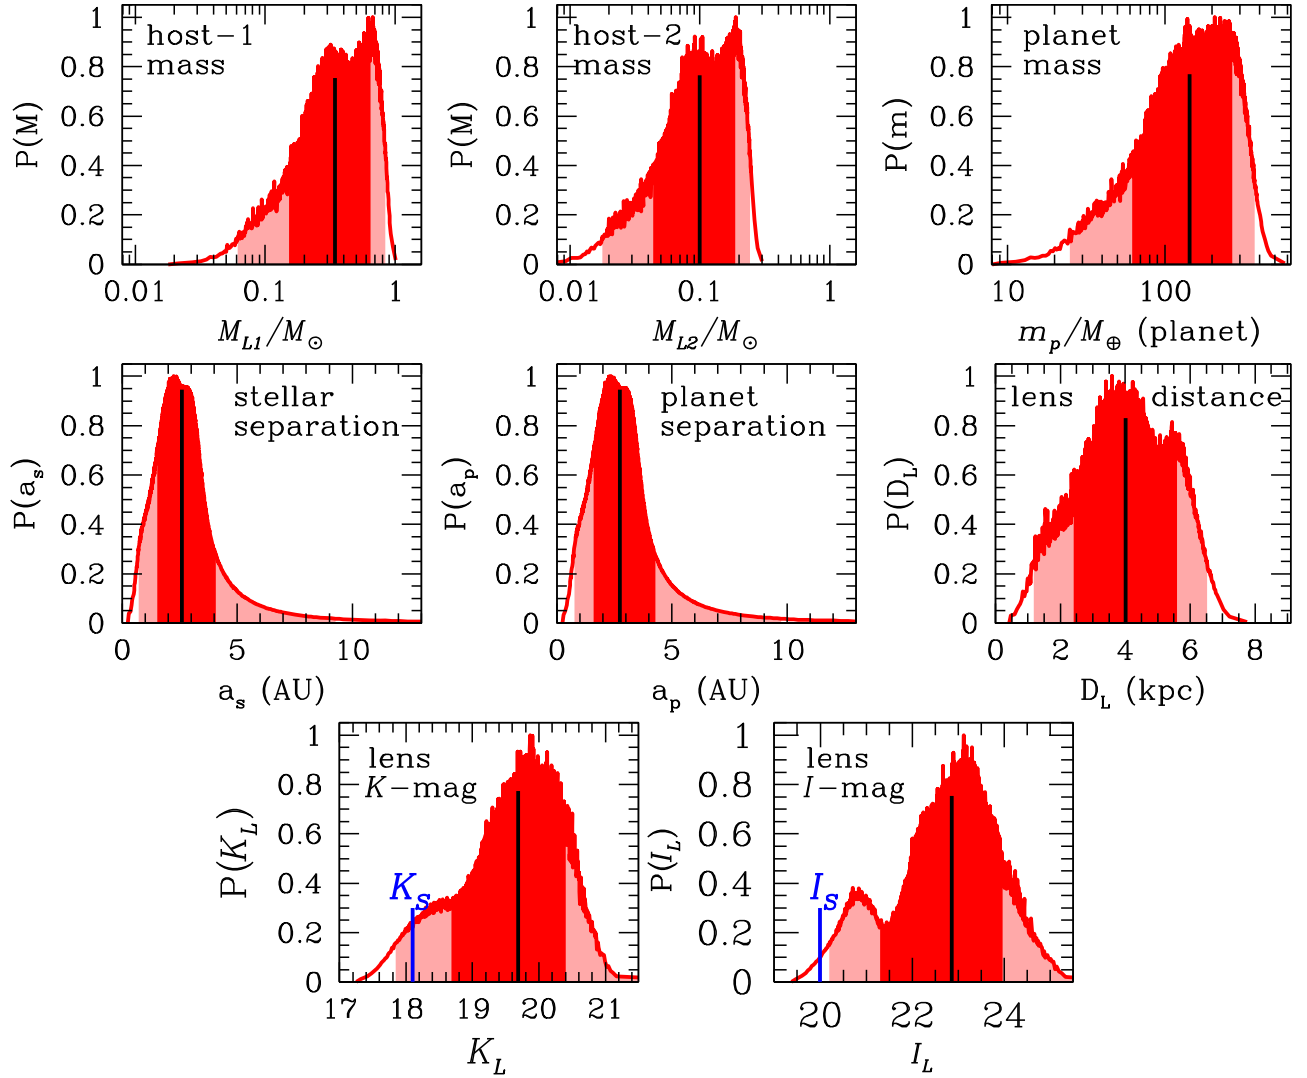 host-1
mass
P(M)
1
0.8
0.6
0.4
0.2
0
0.01
0.1
1
M_{L1}/M_⊙
host-2
mass
P(M)
1
0.8
0.6
0.4
0.2
0
0.01
0.1
1
M_{L2}/M_⊙
planet
mass
P(m)
1
0.8
0.6
0.4
0.2
0
10
100
m_p/M_⊕ (planet)
stellar
separation
P(a_s)
1
0.8
0.6
0.4
0.2
0
0
5
10
a_s (AU)
planet
separation
P(a_p)
1
0.8
0.6
0.4
0.2
0
0
5
10
a_p (AU)
lens distance
P(D_L)
1
0.8
0.6
0.4
0.2
0
0
2
4
6
8
D_L (kpc)
lens
K-mag
P(K_L)
1
0.8
0.6
0.4
0.2
0
K_S
17
18
19
20
21
K_L
lens
I-mag
P(I_L)
1
0.8
0.6
0.4
0.2
0
I_S
20
22
24
I_L